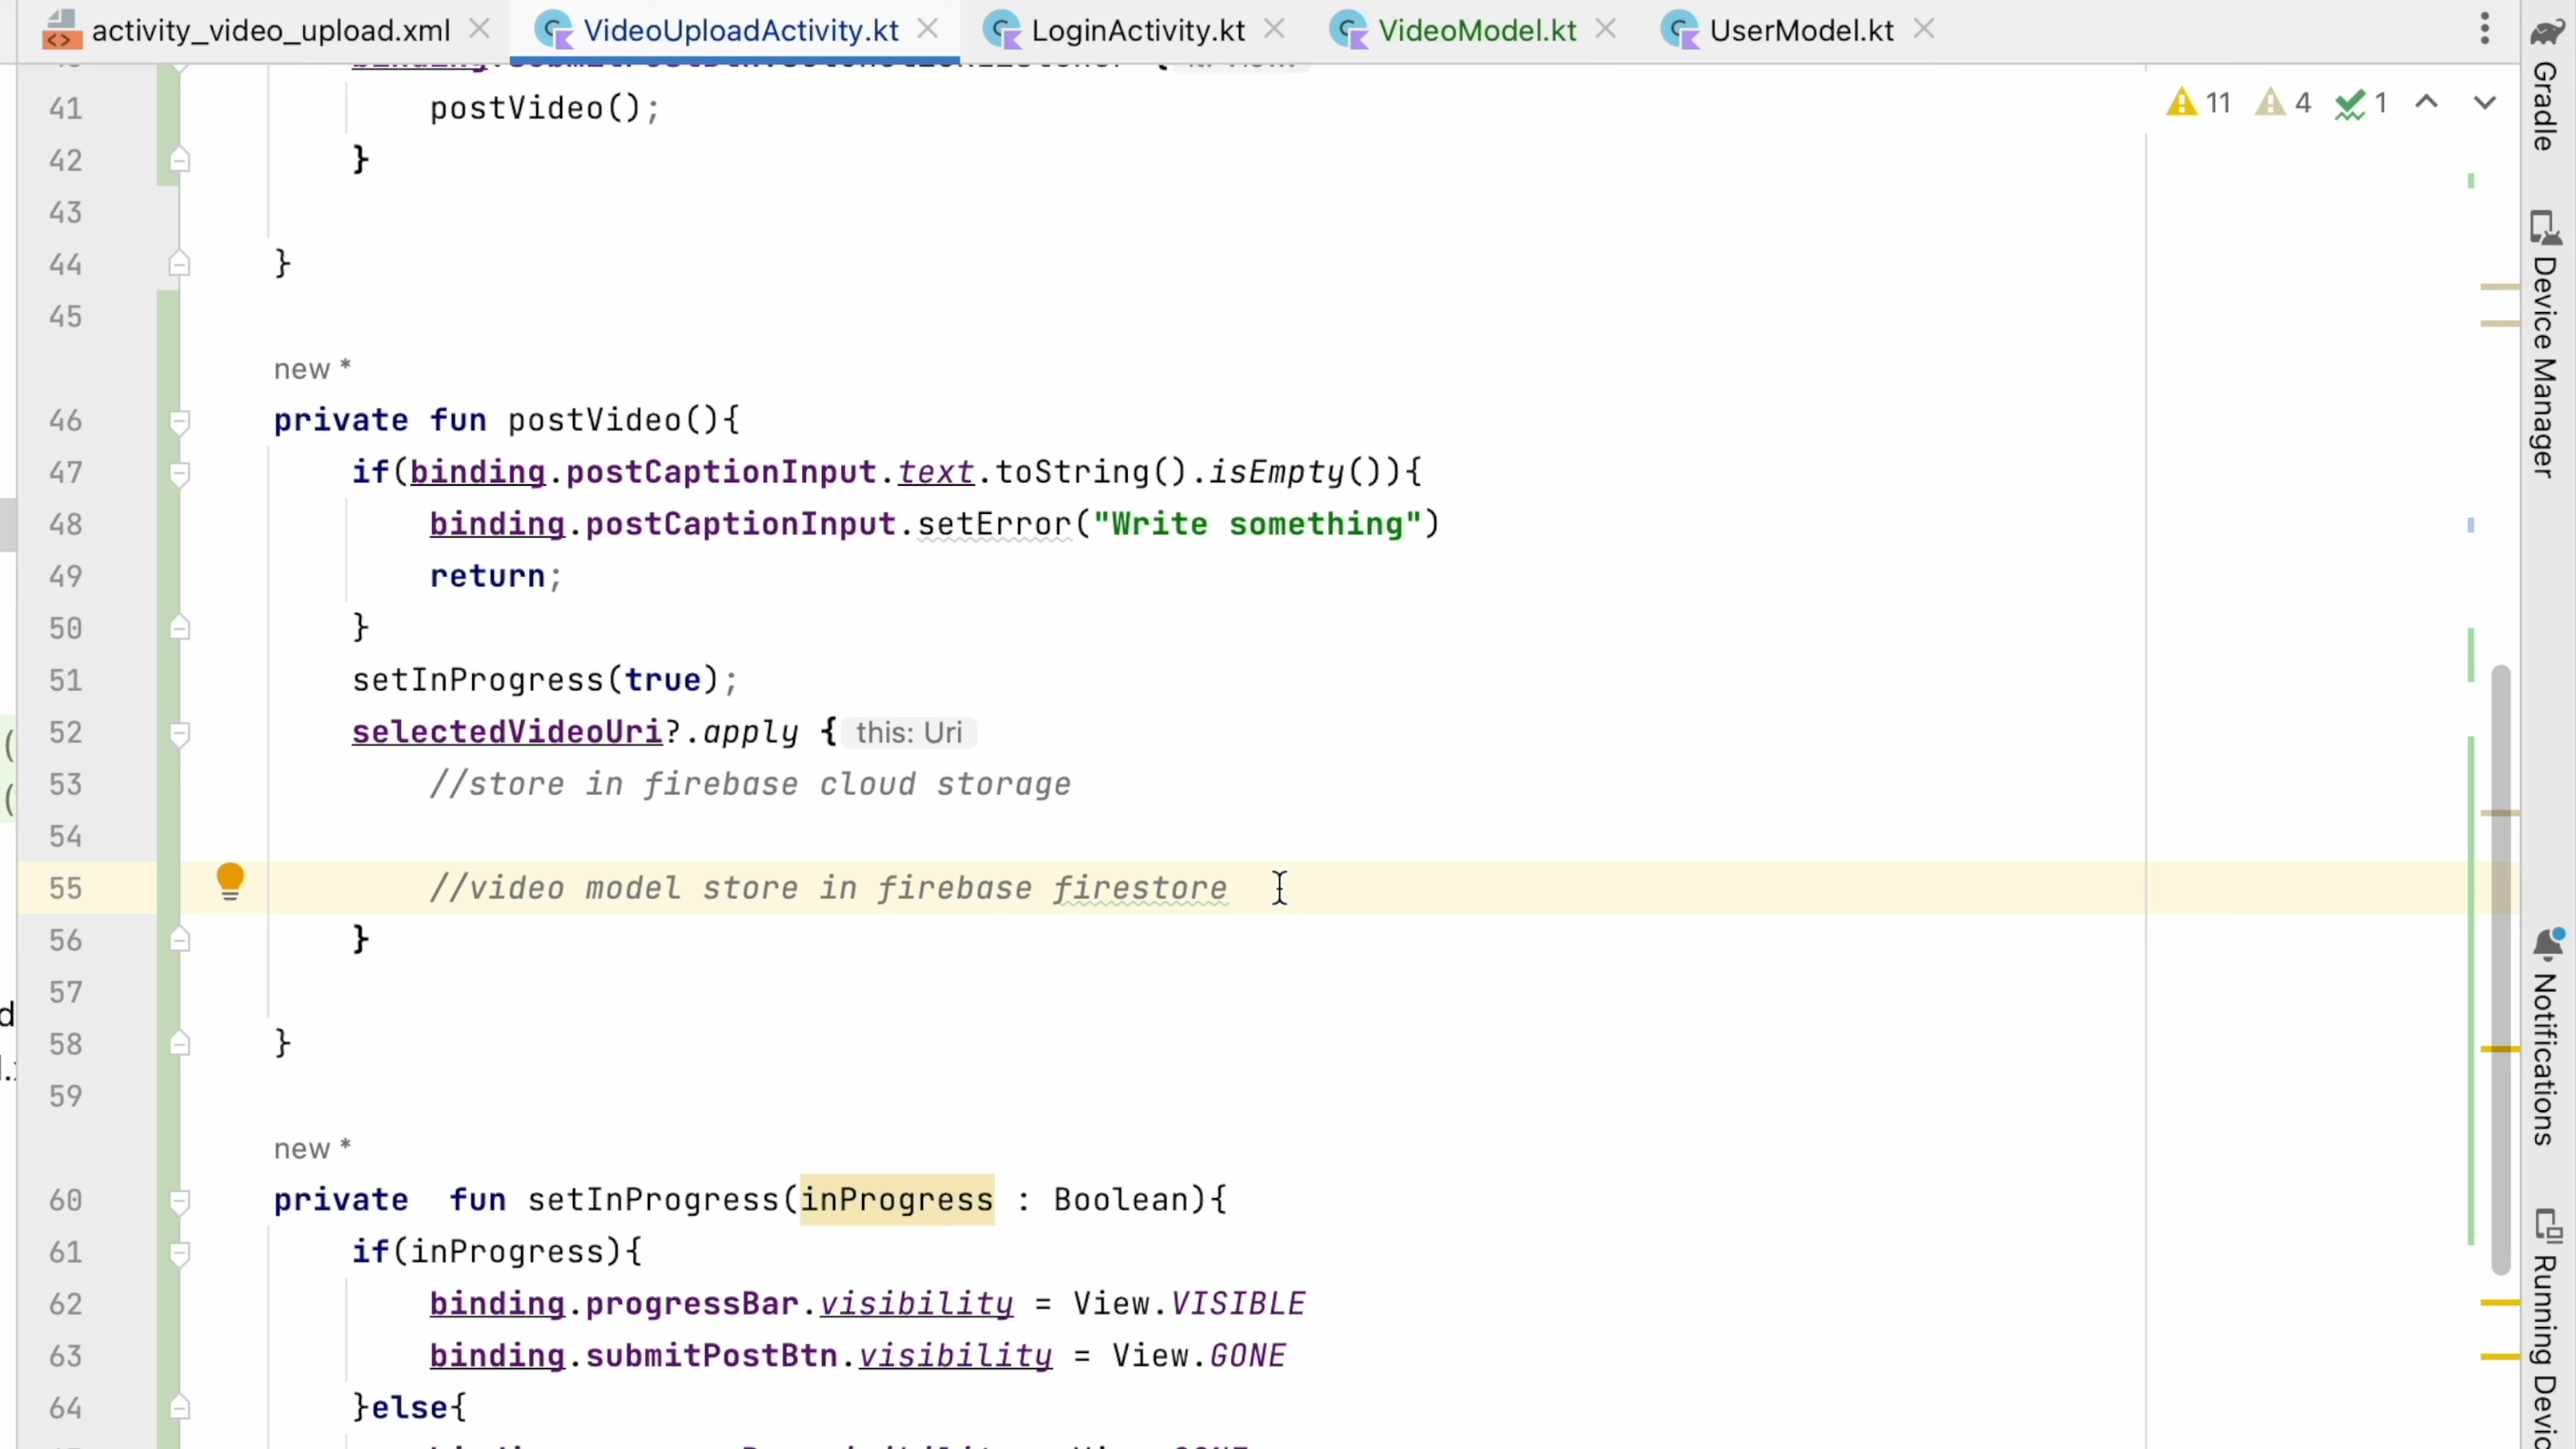 activity_video_upload.xml VideoUploadActivity.kt LoginActivity.kt VideoModel.kt UserModel.kt
11 4 1
41 postVideo();
42 }
43
44 }
45
new *
46 private fun postVideo(){
47 if(binding.postCaptionInput.text.toString().isEmpty()){
48 binding.postCaptionInput.setError("Write something")
49 return;
50 }
51 setInProgress(true);
52 selectedVideoUri?.apply { this: Uri
53 //store in firebase cloud storage
54
55 //video model store in firebase firestore
56 }
57
58 }
59
new *
60 private fun setInProgress(inProgress : Boolean){
61 if(inProgress){
62 binding.progressBar.visibility = View.VISIBLE
63 binding.submitPostBtn.visibility = View.GONE
64 }else{
Gradle
Device Manager
Notifications
Running Devic